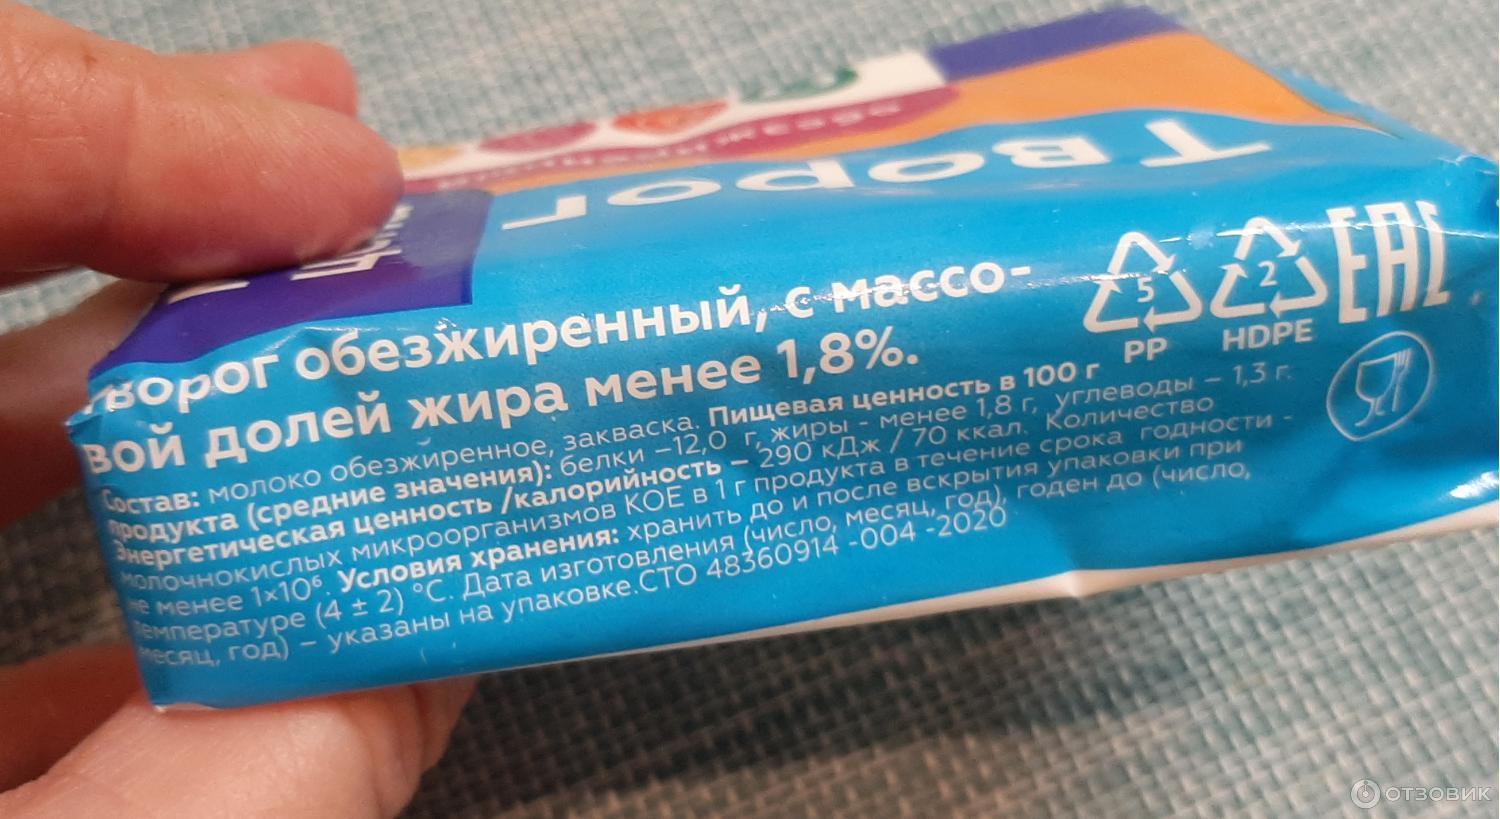 Творог
обезжиренный
Творог обезжиренный, с массо-
вой долей жира менее 1,8%.
Состав: молоко обезжиренное, закваска. Пищевая ценность в 100 г
продукта (средние значения): белки –12,0 г, жиры - менее 1,8 г, углеводы – 1,3 г.
Энергетическая ценность /калорийность – 290 кДж / 70 ккал. Количество
молочнокислых микроорганизмов КОЕ в 1 г продукта в течение срока годности -
не менее 1×10⁶. Условия хранения: хранить до и после вскрытия упаковки при
температуре (4 ± 2) °С. Дата изготовления (число, месяц, год), годен до (число,
месяц, год) – указаны на упаковке.СТО 48360914 -004 -2020
5
PP
2
HDPE
EAC
ОТЗОВИК